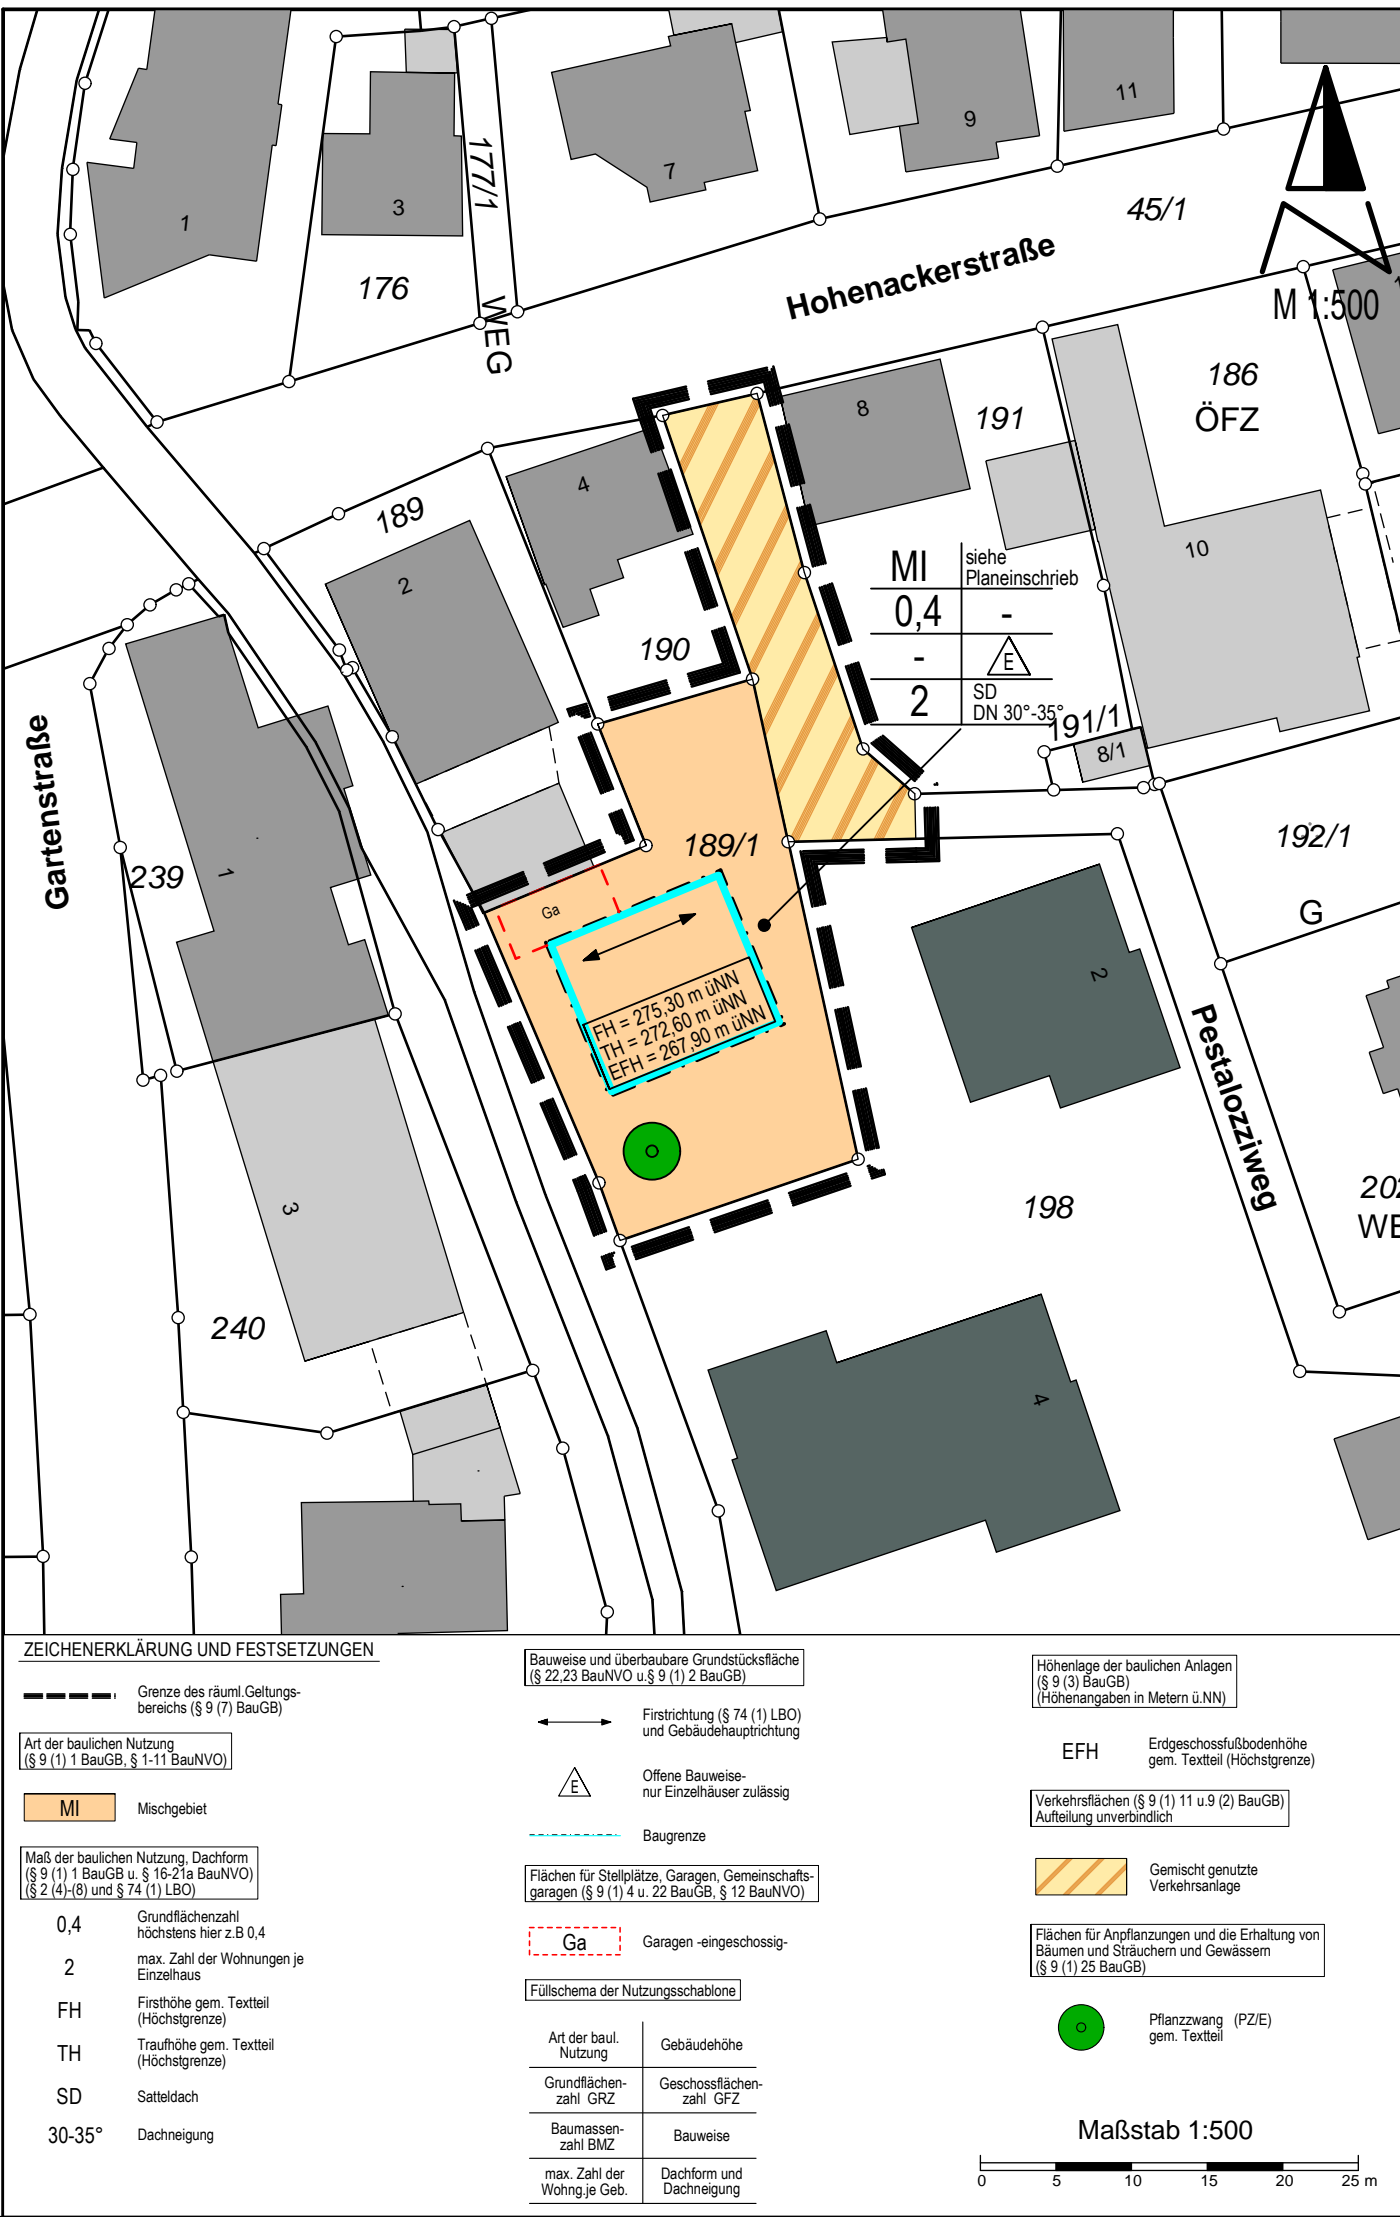 1
3
177/1
7
9
11
45/1
176
WEG
Hohenackerstraße
M 1:500
186
ÖFZ
8
191
4
189
2
10
190
MI
siehe
Planeinschrieb
0,4
-
-
E
2
SD
DN 30°-35°
191/1
8/1
Gartenstraße
239
1
189/1
192/1
G
Ga
2
FH = 275,30 m üNN
TH = 272,60 m üNN
EFH = 267,90 m üNN
Pestalozziweg
198
3
240
4
ZEICHENERKLÄRUNG UND FESTSETZUNGEN
Grenze des räuml.Geltungs-
bereichs (§ 9 (7) BauGB)
Art der baulichen Nutzung
(§ 9 (1) 1 BauGB, § 1-11 BauNVO)
MI
Mischgebiet
Maß der baulichen Nutzung, Dachform
(§ 9 (1) 1 BauGB u. § 16-21a BauNVO)
(§ 2 (4)-(8) und § 74 (1) LBO)
0,4
Grundflächenzahl
höchstens hier z.B 0,4
2
max. Zahl der Wohnungen je
Einzelhaus
FH
Firsthöhe gem. Textteil
(Höchstgrenze)
TH
Traufhöhe gem. Textteil
(Höchstgrenze)
SD
Satteldach
30-35°
Dachneigung
Bauweise und überbaubare Grundstücksfläche
(§ 22,23 BauNVO u.§ 9 (1) 2 BauGB)
Firstrichtung (§ 74 (1) LBO)
und Gebäudehauptrichtung
E
Offene Bauweise-
nur Einzelhäuser zulässig
Baugrenze
Flächen für Stellplätze, Garagen, Gemeinschafts-
garagen (§ 9 (1) 4 u. 22 BauGB, § 12 BauNVO)
Ga
Garagen -eingeschossig-
Füllschema der Nutzungsschablone
Art der baul.
Nutzung
Gebäudehöhe
Grundflächen-
zahl GRZ
Geschossflächen-
zahl GFZ
Baumassen-
zahl BMZ
Bauweise
max. Zahl der
Wohng.je Geb.
Dachform und
Dachneigung
Höhenlage der baulichen Anlagen
(§ 9 (3) BauGB)
(Höhenangaben in Metern ü.NN)
EFH
Erdgeschossfußbodenhöhe
gem. Textteil (Höchstgrenze)
Verkehrsflächen (§ 9 (1) 11 u.9 (2) BauGB)
Aufteilung unverbindlich
Gemischt genutzte
Verkehrsanlage
Flächen für Anpflanzungen und die Erhaltung von
Bäumen und Sträuchern und Gewässern
(§ 9 (1) 25 BauGB)
Pflanzzwang (PZ/E)
gem. Textteil
Maßstab 1:500
0 5 10 15 20 25 m